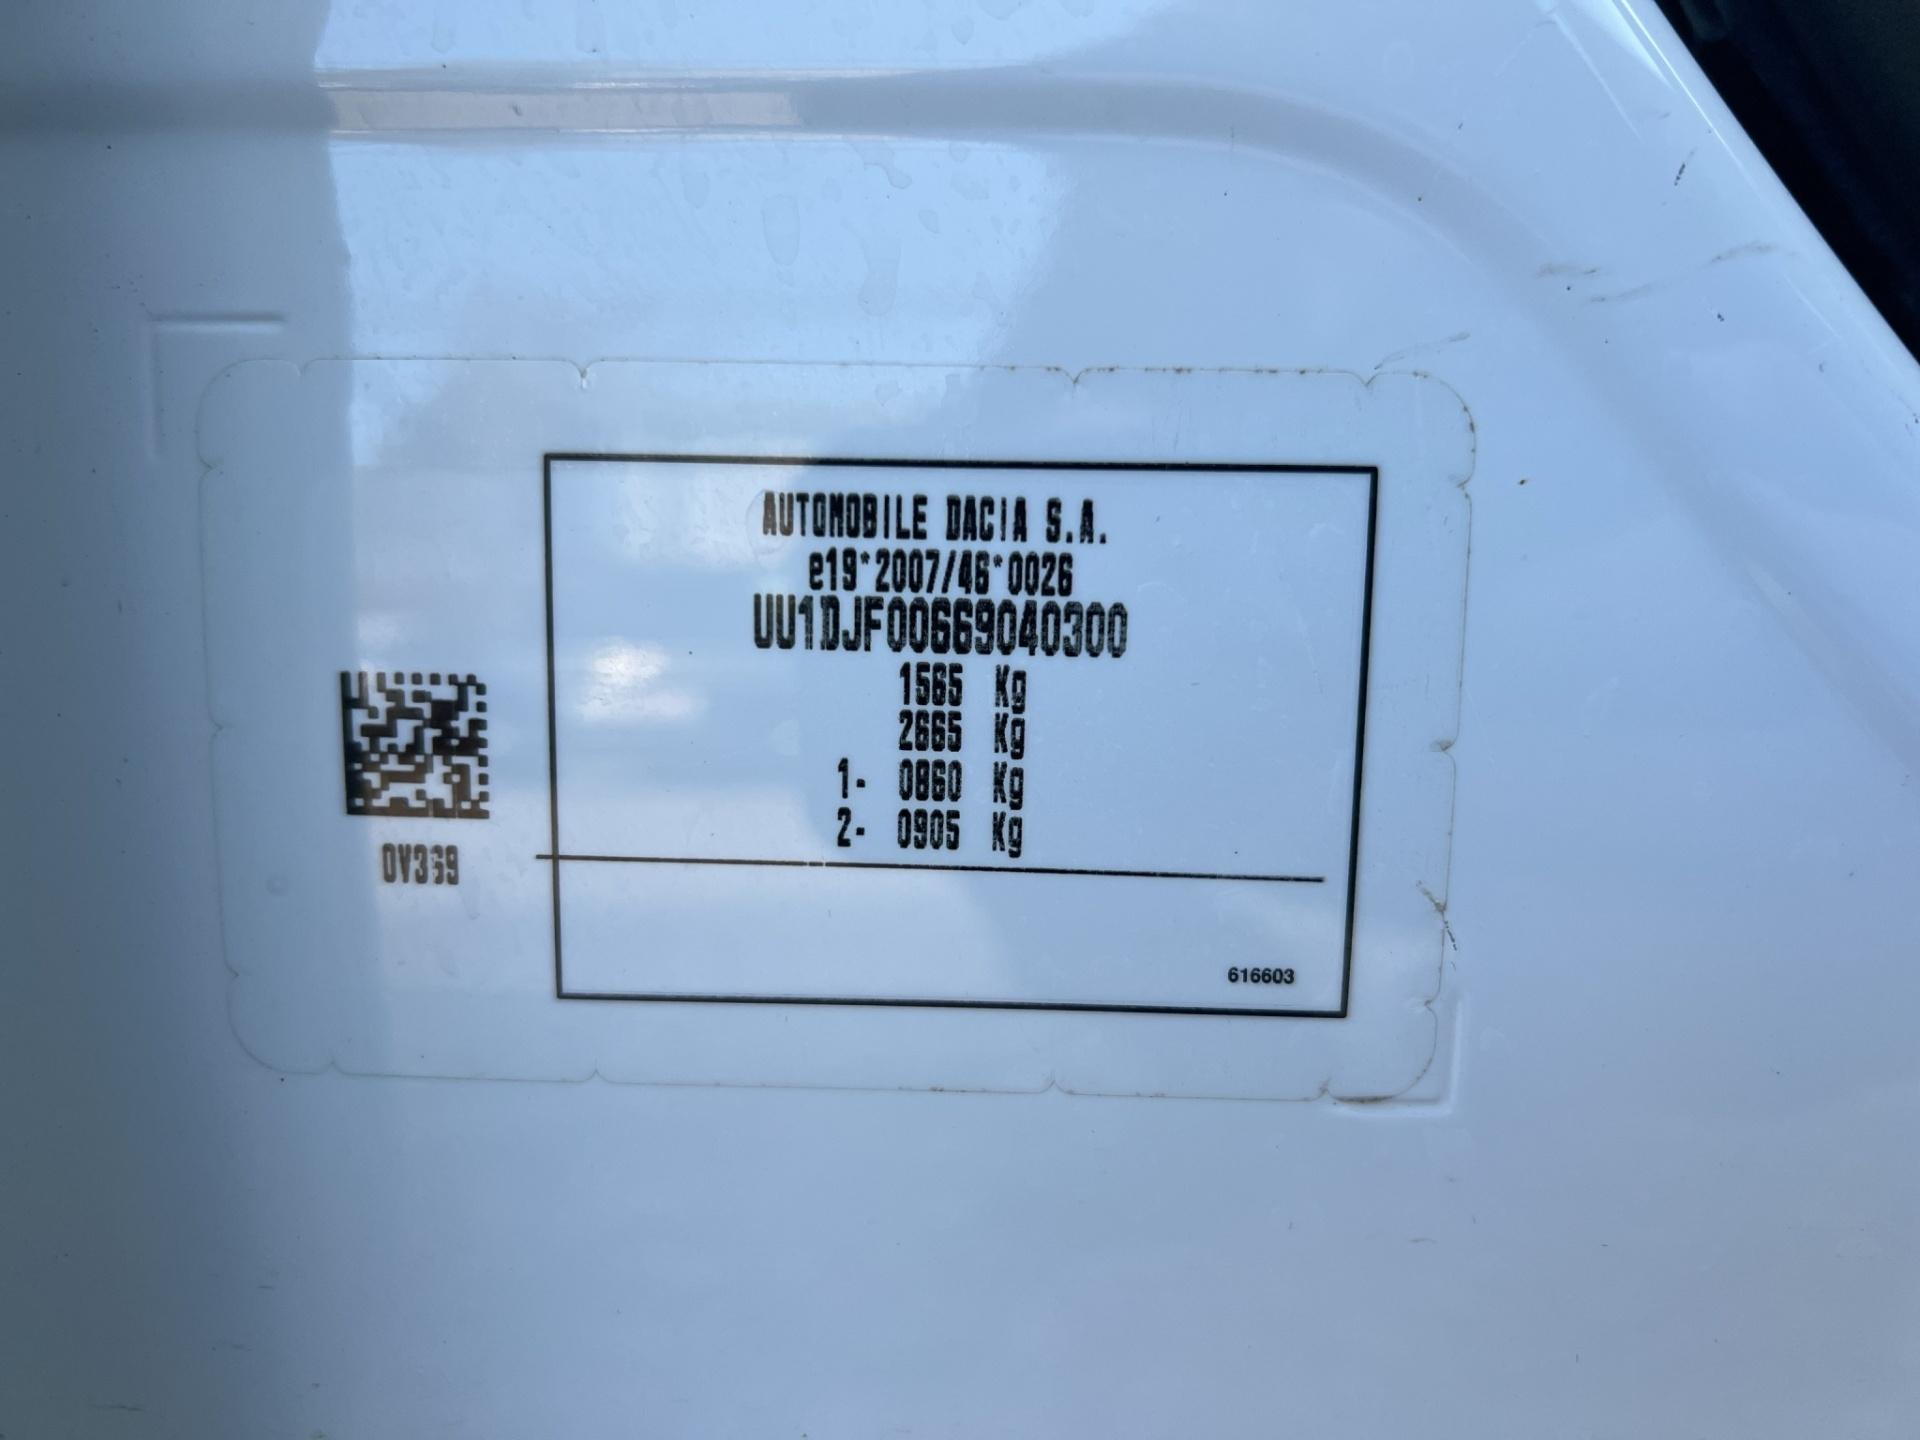 AUTOMOBILE DACIA S.A.
e19*2007/46*0026
UU1DJF00669040300
1565 Kg
2665 Kg
1- 0860 Kg
2- 0905 Kg
0V369
616603